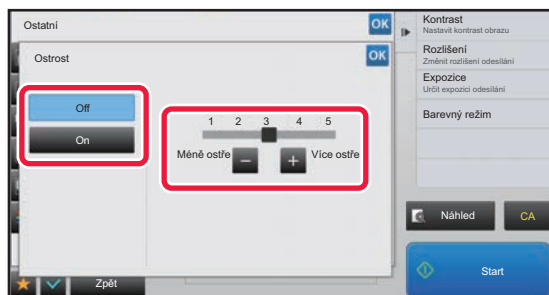 Ostatní
OK
Ostrost
OK
Off
On
1 2 3 4 5
Méně ostře
Více ostře
Zpět
Kontrast
Nastavit kontrast obrazu
Rozlišení
Změnit rozlišení odesílání
Expozice
Určit expozici odesílání
Barevný režim
Náhled
CA
Start